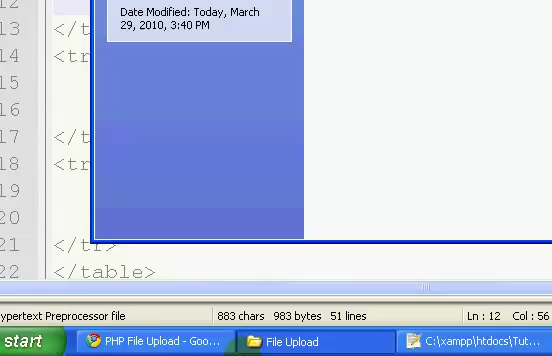 12
Date Modified: Today, March
29, 2010, 3:40 PM
13 </t
14 <tr
15
16
17 </t
18 <tr
19
20
21 </tr>
22 </table>
ypertext Preprocessor file 883 chars 983 bytes 51 lines Ln : 12 Col : 56
start PHP File Upload - Goo... File Upload C:\xampp\htdocs\Tut...